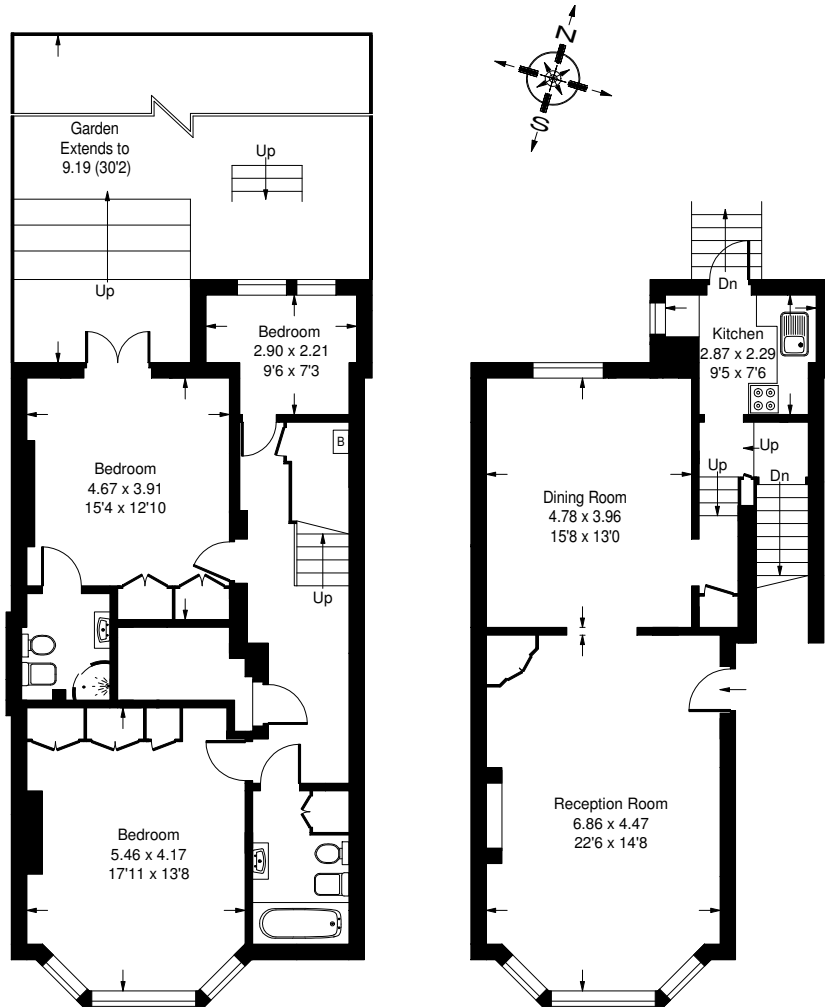 N
S
Garden
Extends to
9.19 (30'2)
Up
Up
Bedroom
2.90 x 2.21
9'6 x 7'3
B
Bedroom
4.67 x 3.91
15'4 x 12'10
Up
Bedroom
5.46 x 4.17
17'11 x 13'8
Dn
Kitchen
2.87 x 2.29
9'5 x 7'6
Up
Up
Dn
Dining Room
4.78 x 3.96
15'8 x 13'0
Reception Room
6.86 x 4.47
22'6 x 14'8